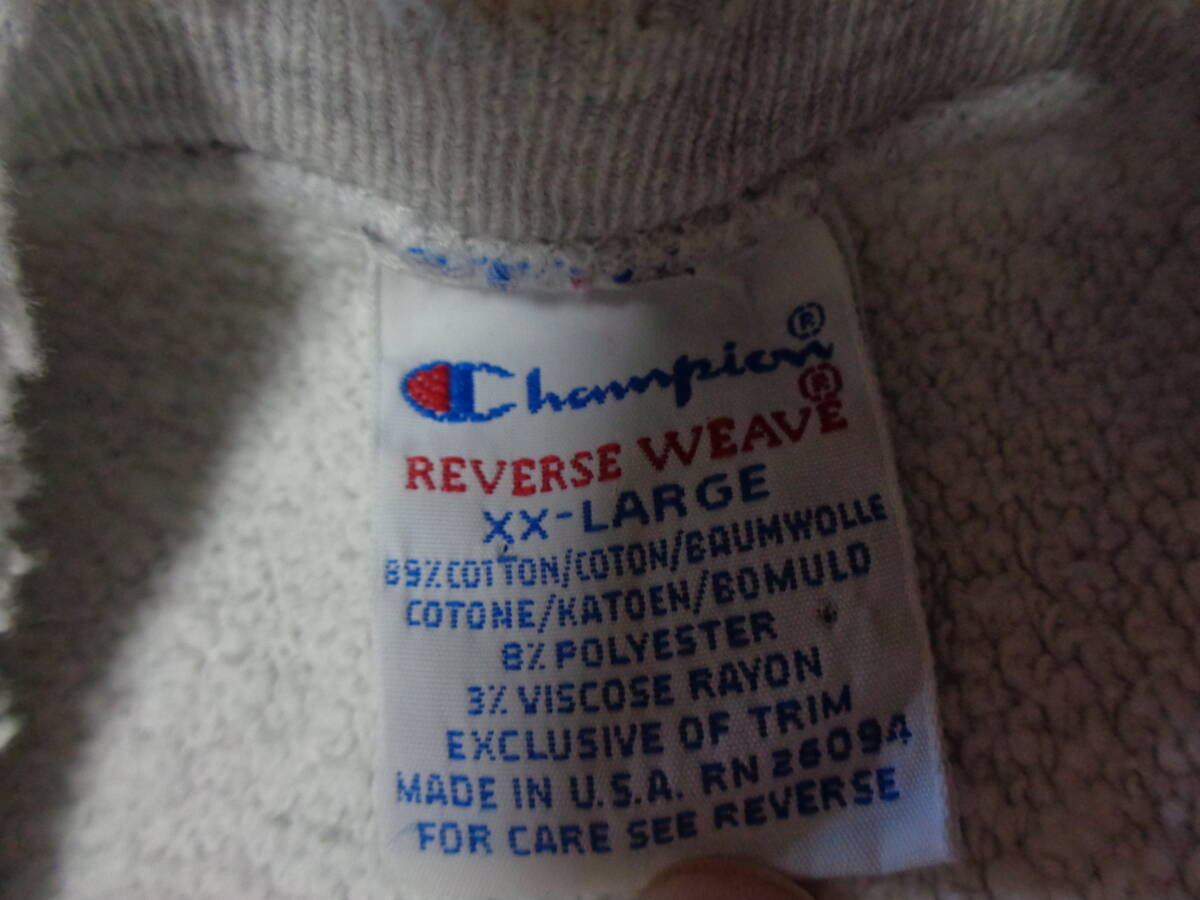 Champion®
REVERSE WEAVE®
XX-LARGE
89%COTTON/COTON/BAUMWOLLE
COTONE/KATOEN/BOMULD
8% POLYESTER
3% VISCOSE RAYON
EXCLUSIVE OF TRIM
MADE IN U.S.A. RN 26094
FOR CARE SEE REVERSE